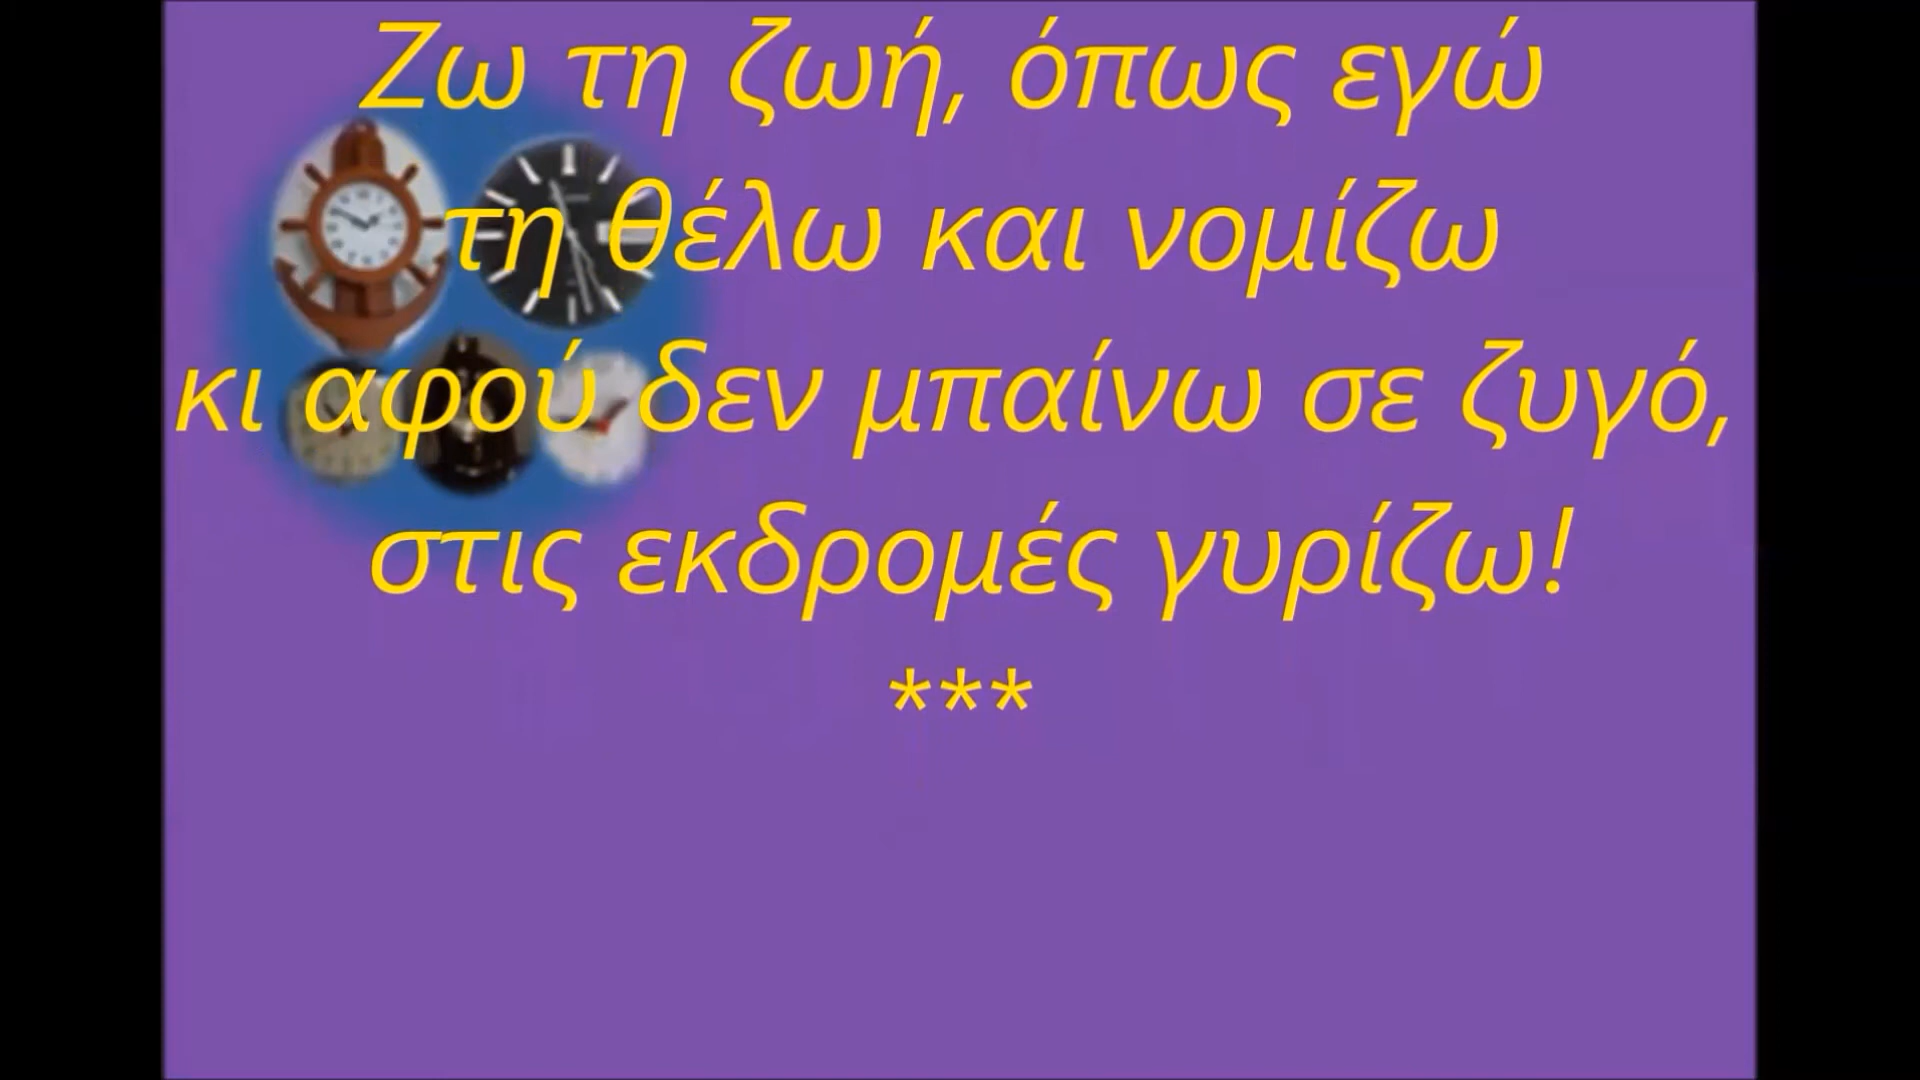 Ζω τη ζωή, όπως εγώ
τη θέλω και νομίζω
κι αφού δεν μπαίνω σε ζυγό,
στις εκδρομές γυρίζω!
***